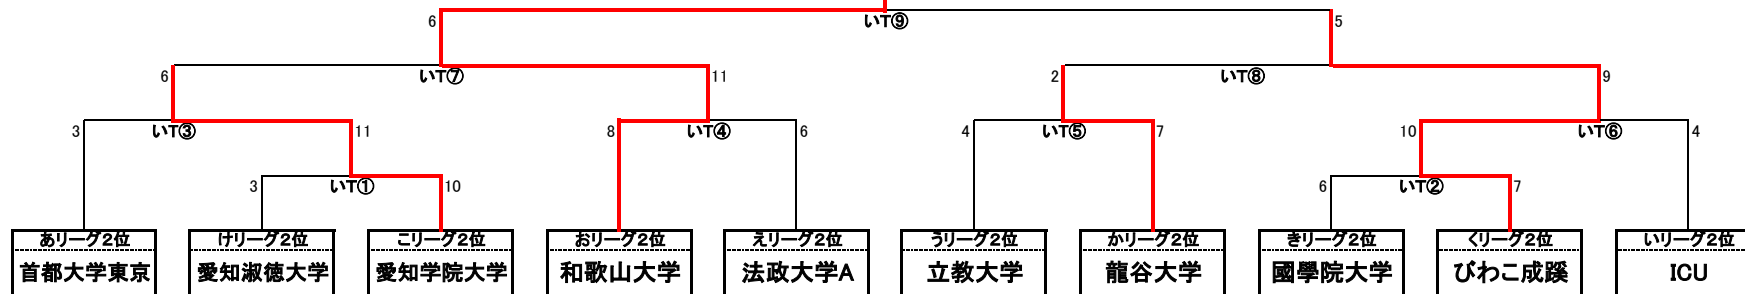 6 いT⑨ 5
6 いT⑦ 11 2 いT⑧ 9
3 いT③ 11 8 いT④ 6 4 いT⑤ 7 10 いT⑥ 4
3 いT① 10 6 いT② 7
あリーグ2位 けリーグ2位 こリーグ2位 おリーグ2位 えリーグ2位 うリーグ2位 かリーグ2位 きリーグ2位 くリーグ2位 いリーグ2位
首都大学東京 愛知淑徳大学 愛知学院大学 和歌山大学 法政大学A 立教大学 龍谷大学 國學院大学 びわこ成蹊 ICU